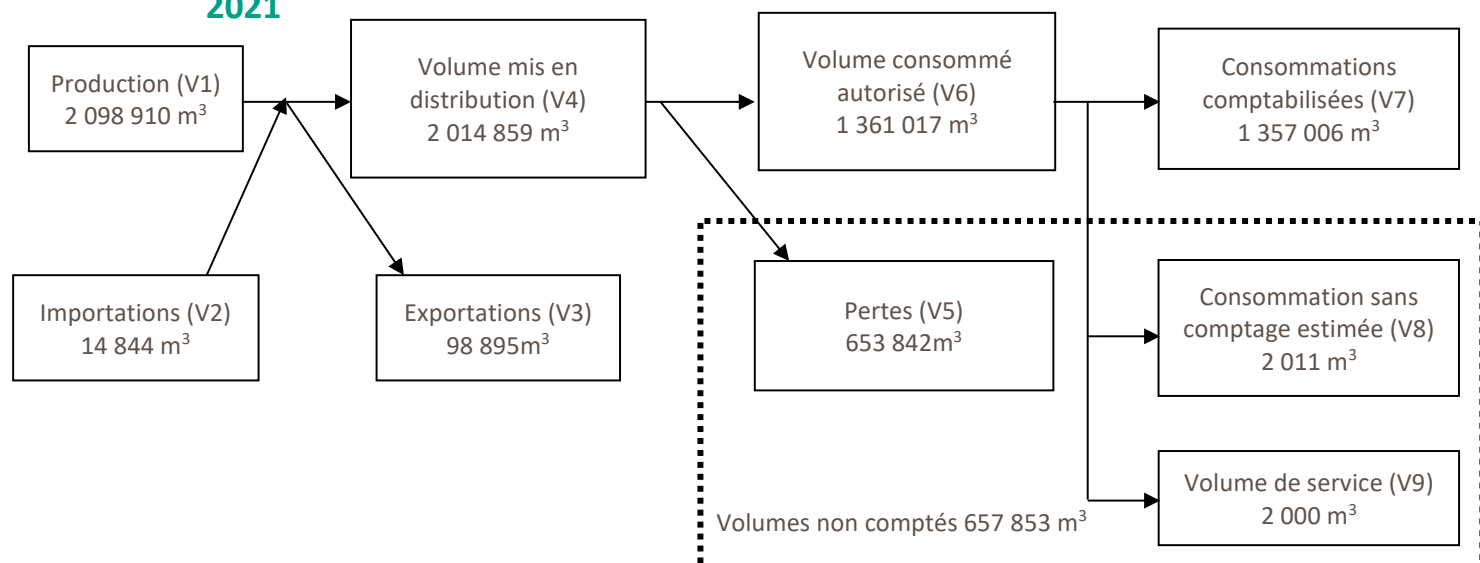 2021
Production (V1)
2 098 910 m³
Volume mis en
distribution (V4)
2 014 859 m³
Volume consommé
autorisé (V6)
1 361 017 m³
Consommations
comptabilisées (V7)
1 357 006 m³
Importations (V2)
14 844 m³
Exportations (V3)
98 895m³
Pertes (V5)
653 842m³
Consommation sans
comptage estimée (V8)
2 011 m³
Volumes non comptés 657 853 m³
Volume de service (V9)
2 000 m³